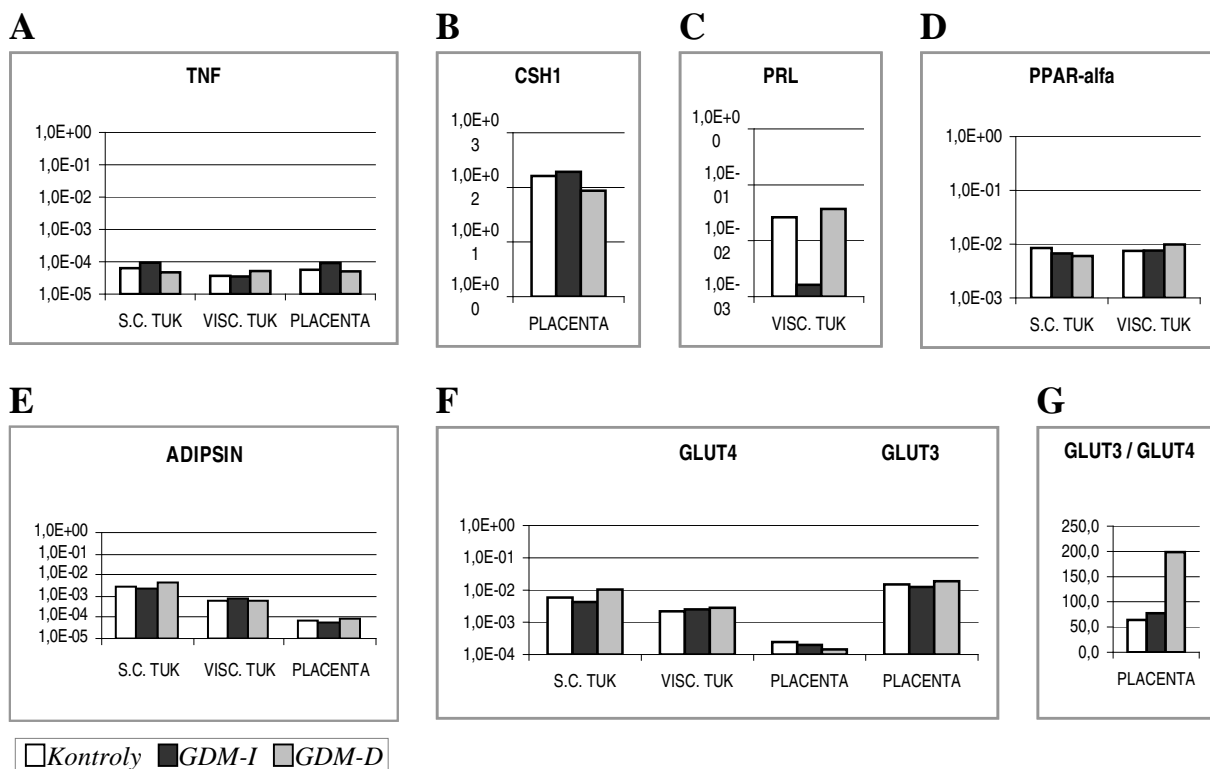 A
TNF
1,0E+00
1,0E-01
1,0E-02
1,0E-03
1,0E-04
1,0E-05
S.C. TUK VISC. TUK PLACENTA
B
CSH1
1,0E+0
3
1,0E+0
2
1,0E+0
1
1,0E+0
0
PLACENTA
C
PRL
1,0E+0
0
1,0E-
01
1,0E-
02
1,0E-
03
VISC. TUK
D
PPAR-alfa
1,0E+00
1,0E-01
1,0E-02
1,0E-03
S.C. TUK VISC. TUK
E
ADIPSIN
1,0E+00
1,0E-01
1,0E-02
1,0E-03
1,0E-04
1,0E-05
S.C. TUK VISC. TUK PLACENTA
F
GLUT4 GLUT3
1,0E+00
1,0E-01
1,0E-02
1,0E-03
1,0E-04
S.C. TUK VISC. TUK PLACENTA PLACENTA
G
GLUT3 / GLUT4
250,0
200,0
150,0
100,0
50,0
0,0
PLACENTA
Kontroly GDM-I GDM-D